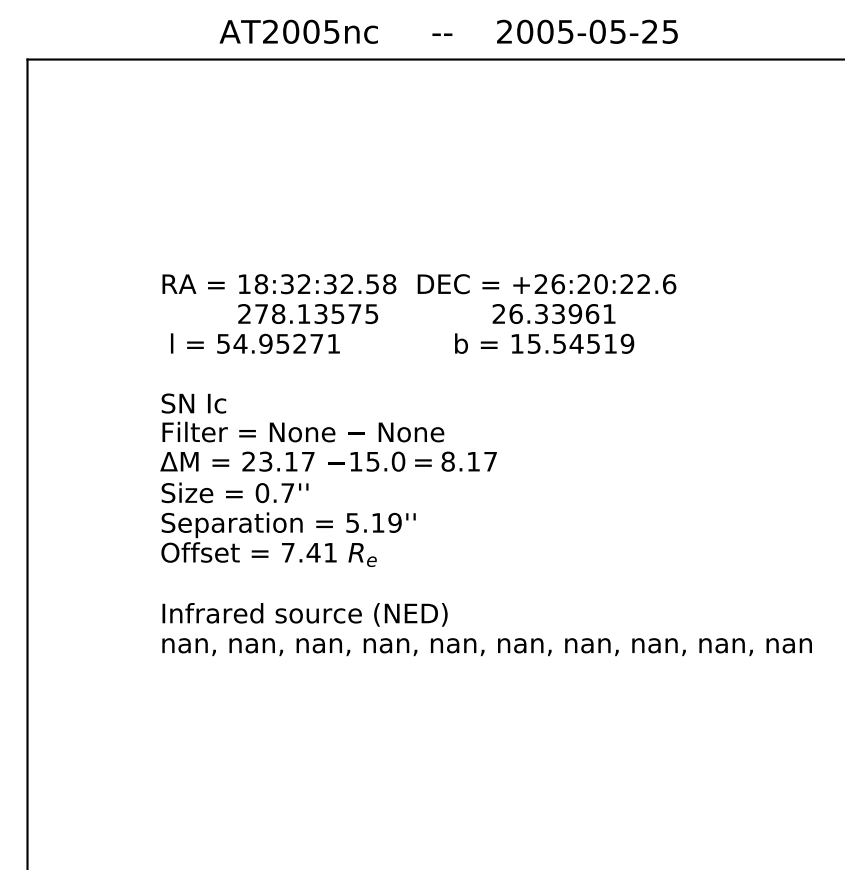 AT2005nc -- 2005-05-25
RA = 18:32:32.58 DEC = +26:20:22.6
278.13575 26.33961
l = 54.95271 b = 15.54519
SN Ic
Filter = None − None
ΔM = 23.17 −15.0 = 8.17
Size = 0.7''
Separation = 5.19''
Offset = 7.41 Re
Infrared source (NED)
nan, nan, nan, nan, nan, nan, nan, nan, nan, nan